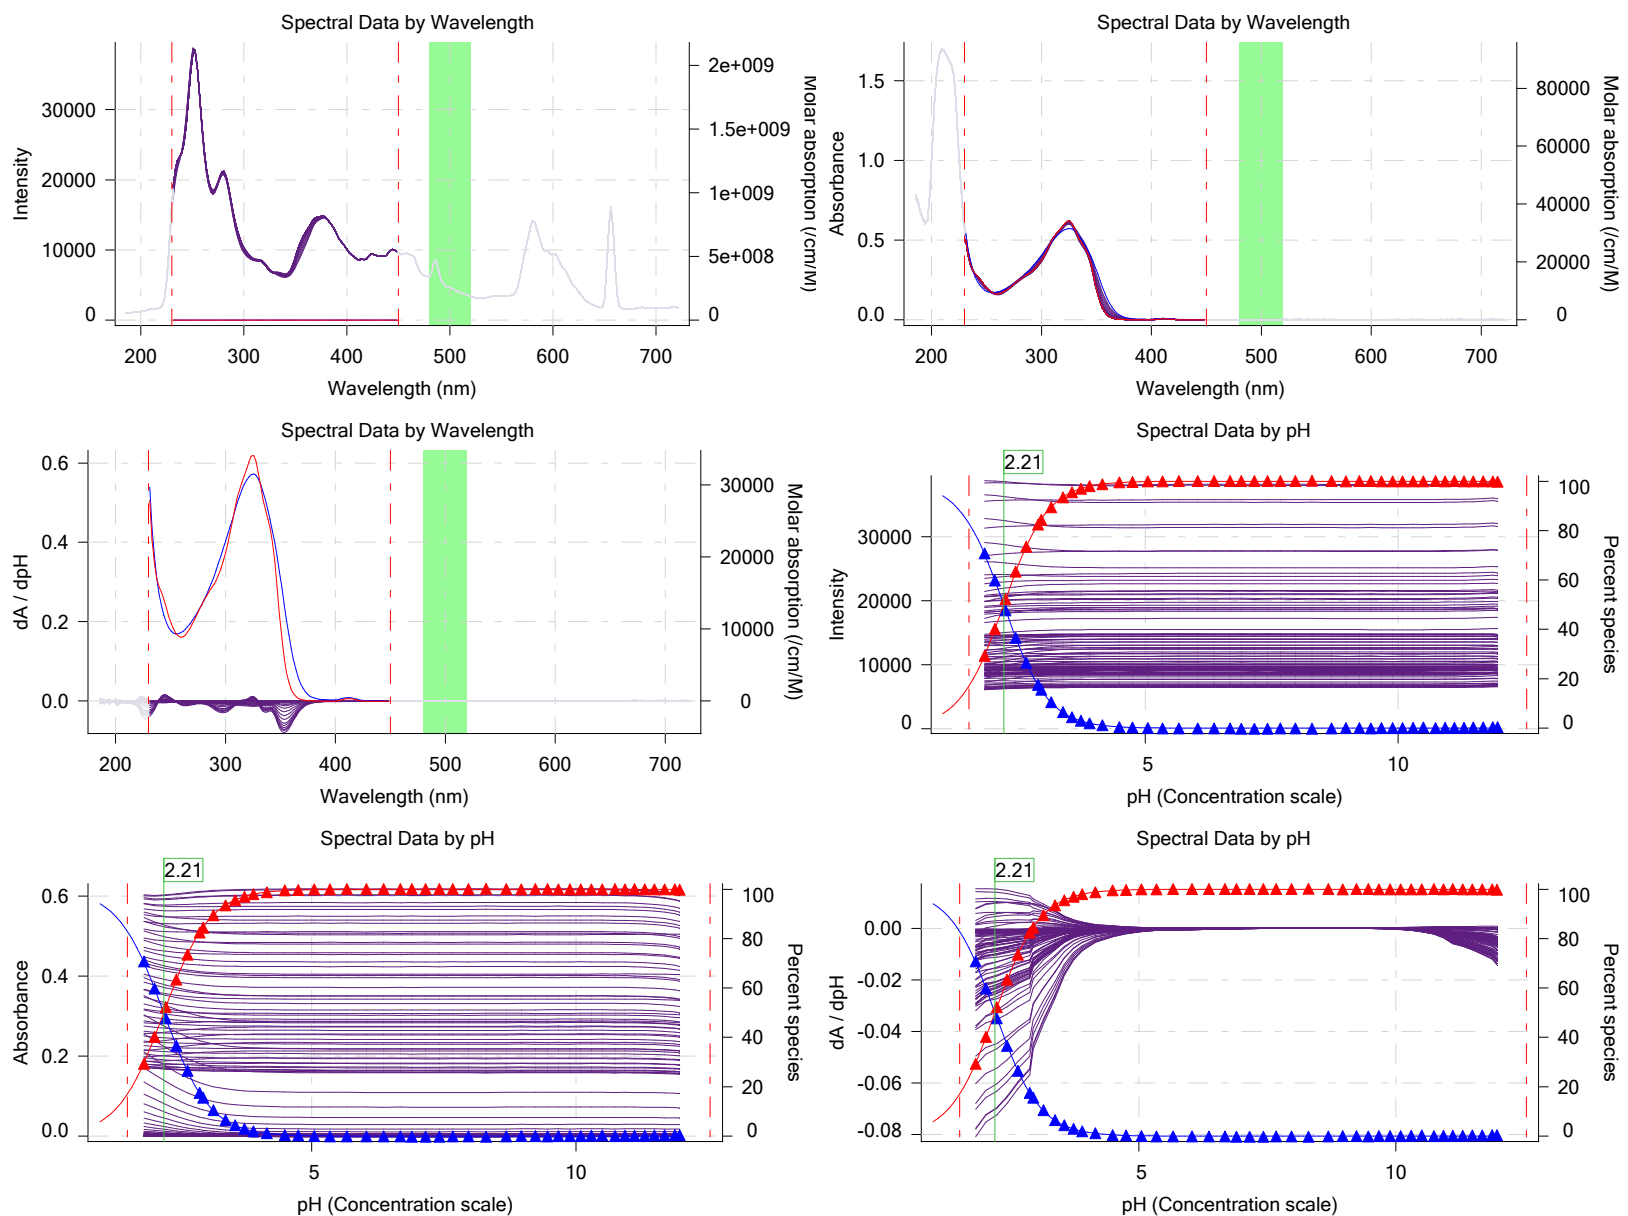 Spectral Data by Wavelength
Intensity
30000
20000
10000
0
2e+009
1.5e+009
1e+009
5e+008
0
Molar absorption (/cm/M)
200 300 400 500 600 700
Wavelength (nm)
Spectral Data by Wavelength
Absorbance
1.5
1.0
0.5
0.0
80000
60000
40000
20000
0
Molar absorption (/cm/M)
200 300 400 500 600 700
Wavelength (nm)
Spectral Data by Wavelength
dA / dpH
0.6
0.4
0.2
0.0
30000
20000
10000
0
Molar absorption (/cm/M)
200 300 400 500 600 700
Wavelength (nm)
Spectral Data by pH
2.21
Intensity
30000
20000
10000
0
100
80
60
40
20
0
Percent species
5 10
pH (Concentration scale)
Spectral Data by pH
2.21
Absorbance
0.6
0.4
0.2
0.0
100
80
60
40
20
0
Percent species
5 10
pH (Concentration scale)
Spectral Data by pH
2.21
dA / dpH
0.00
-0.02
-0.04
-0.06
-0.08
100
80
60
40
20
0
Percent species
5 10
pH (Concentration scale)